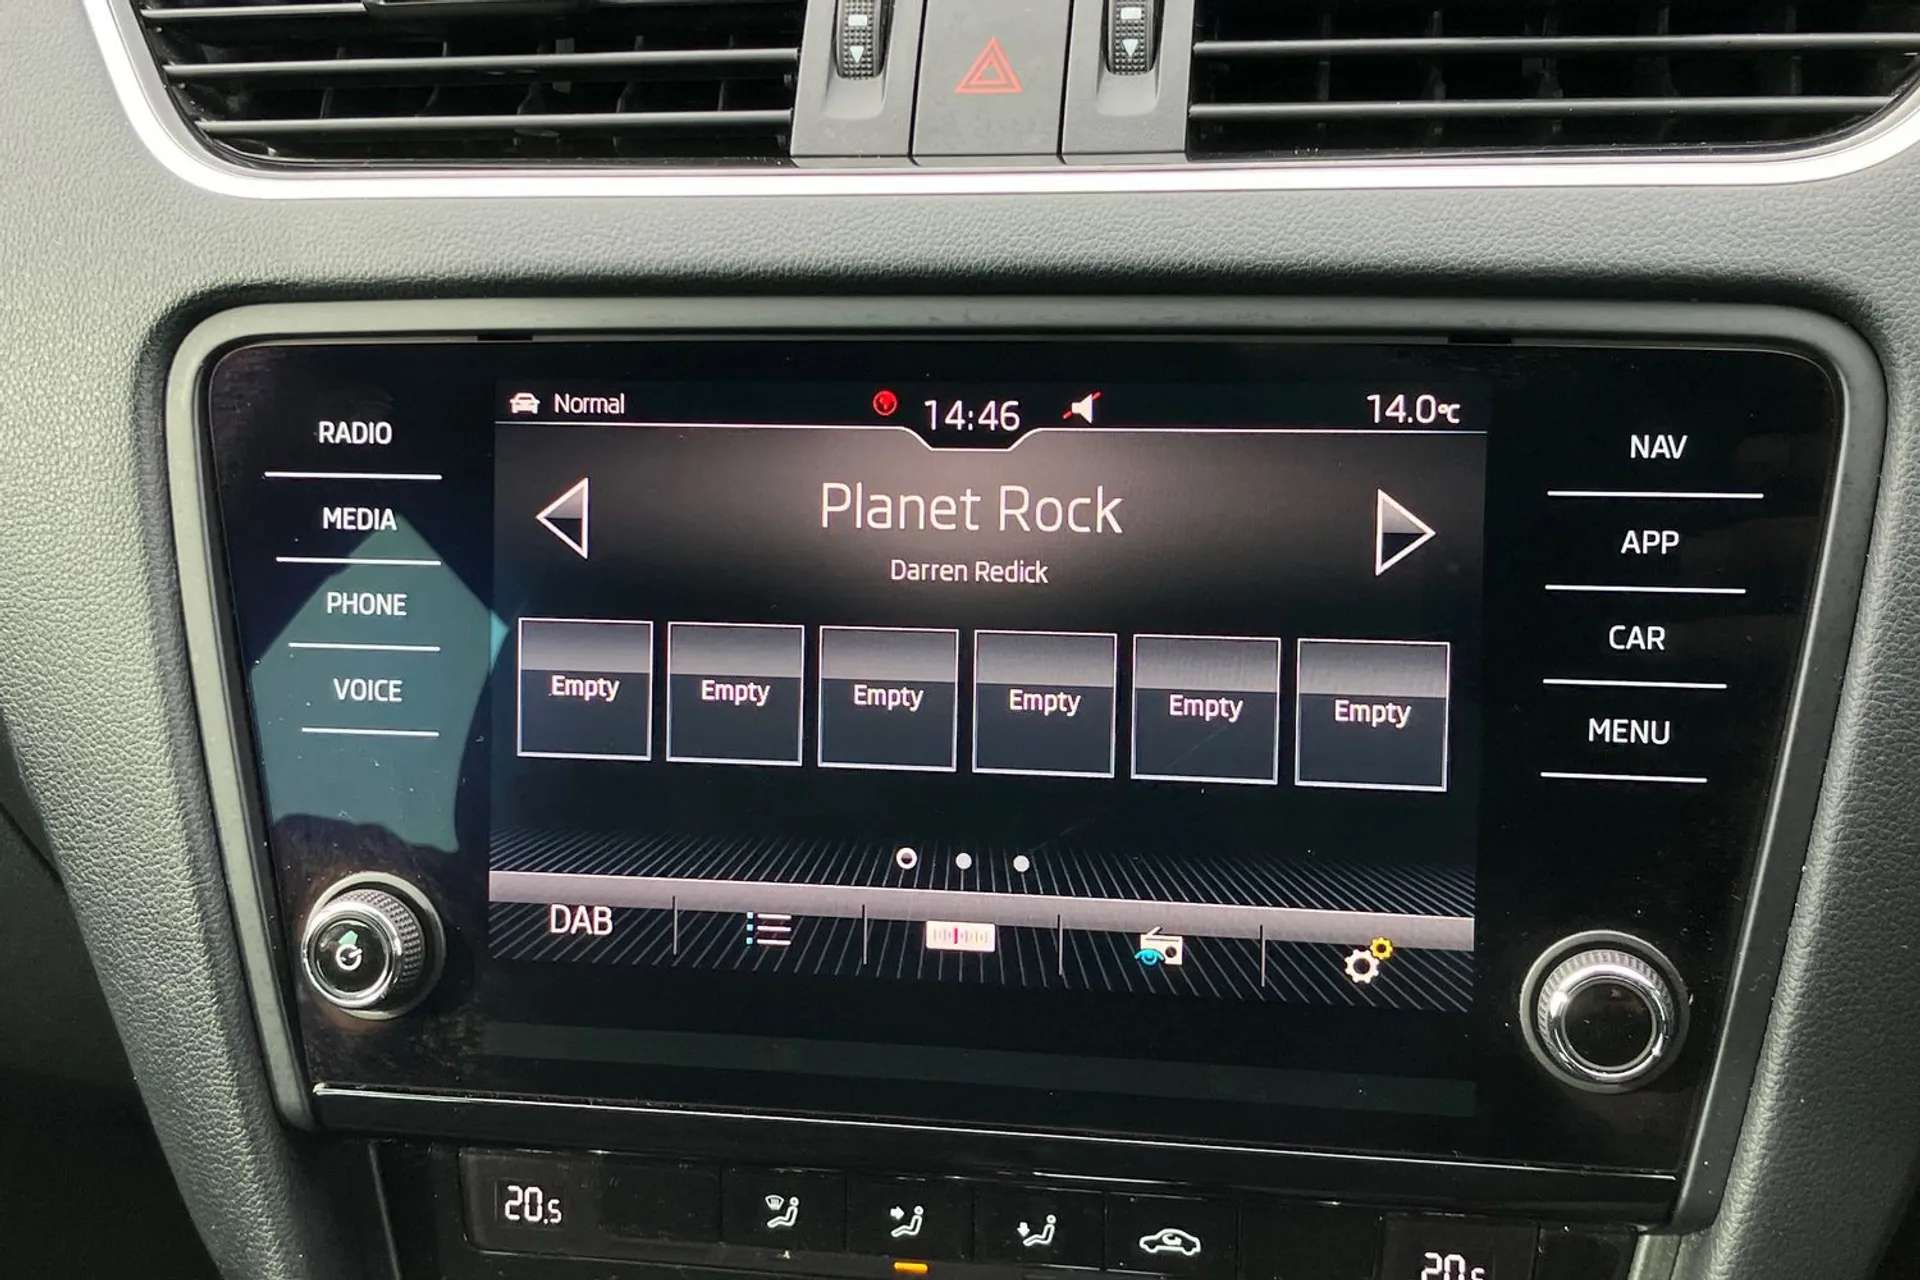 Normal 14:46 14.0°C
RADIO
MEDIA
PHONE
VOICE
Planet Rock
Darren Redick
Empty Empty Empty Empty Empty Empty
DAB
NAV
APP
CAR
MENU
20.5
20.5